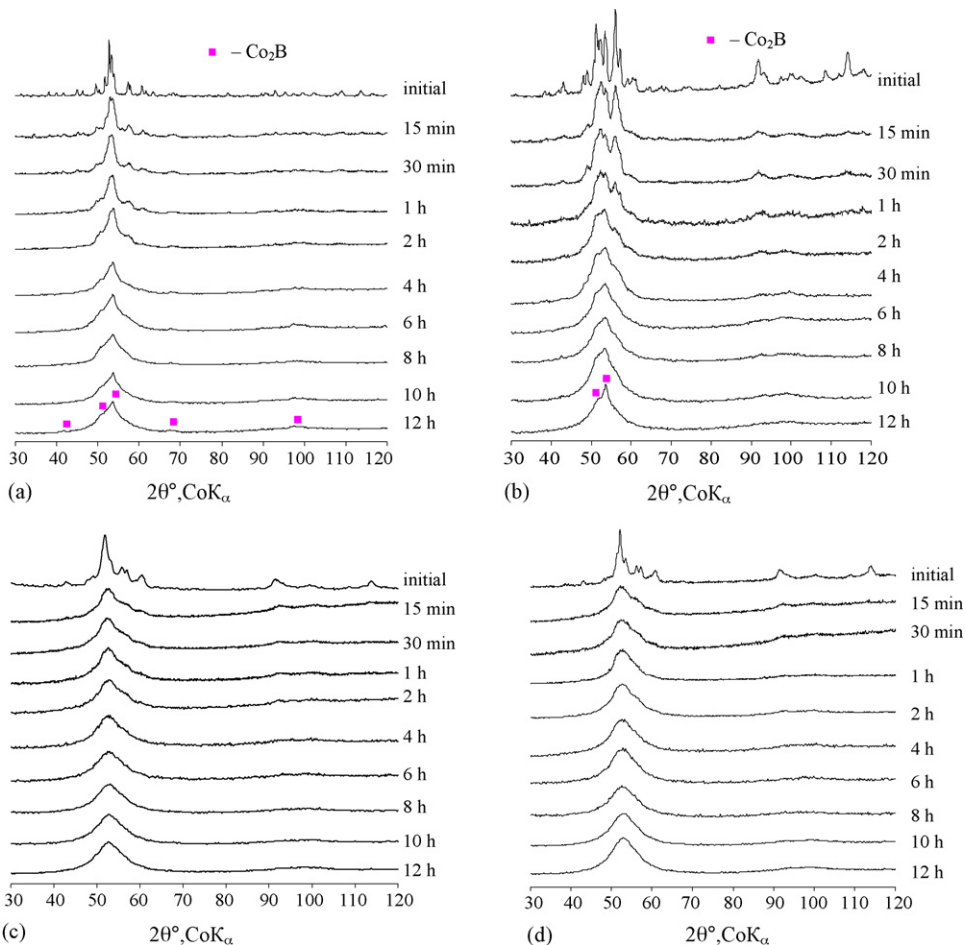 – Co₂B
initial
15 min
30 min
1 h
2 h
4 h
6 h
8 h
10 h
12 h
30 40 50 60 70 80 90 100 110 120
(a) 2θ°,CoKα
– Co₂B
initial
15 min
30 min
1 h
2 h
4 h
6 h
8 h
10 h
12 h
30 40 50 60 70 80 90 100 110 120
(b) 2θ°,CoKα
initial
15 min
30 min
1 h
2 h
4 h
6 h
8 h
10 h
12 h
30 40 50 60 70 80 90 100 110 120
(c) 2θ°,CoKα
initial
15 min
30 min
1 h
2 h
4 h
6 h
8 h
10 h
12 h
30 40 50 60 70 80 90 100 110 120
(d) 2θ°,CoKα